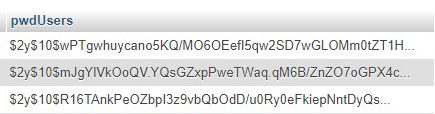 pwdUsers
$2y$10$wPTgwhuycano5KQ/MO6OEefI5qw2SD7wGLOMm0tZT1H...
$2y$10$mJgYIVkOoQV.YQsGZxpPweTWaq.qM6B/ZnZO7oGPX4c...
$2y$10$R16TAnkPeOZbpI3z9vbQbOdD/u0Ry0eFkiepNntDyQs...